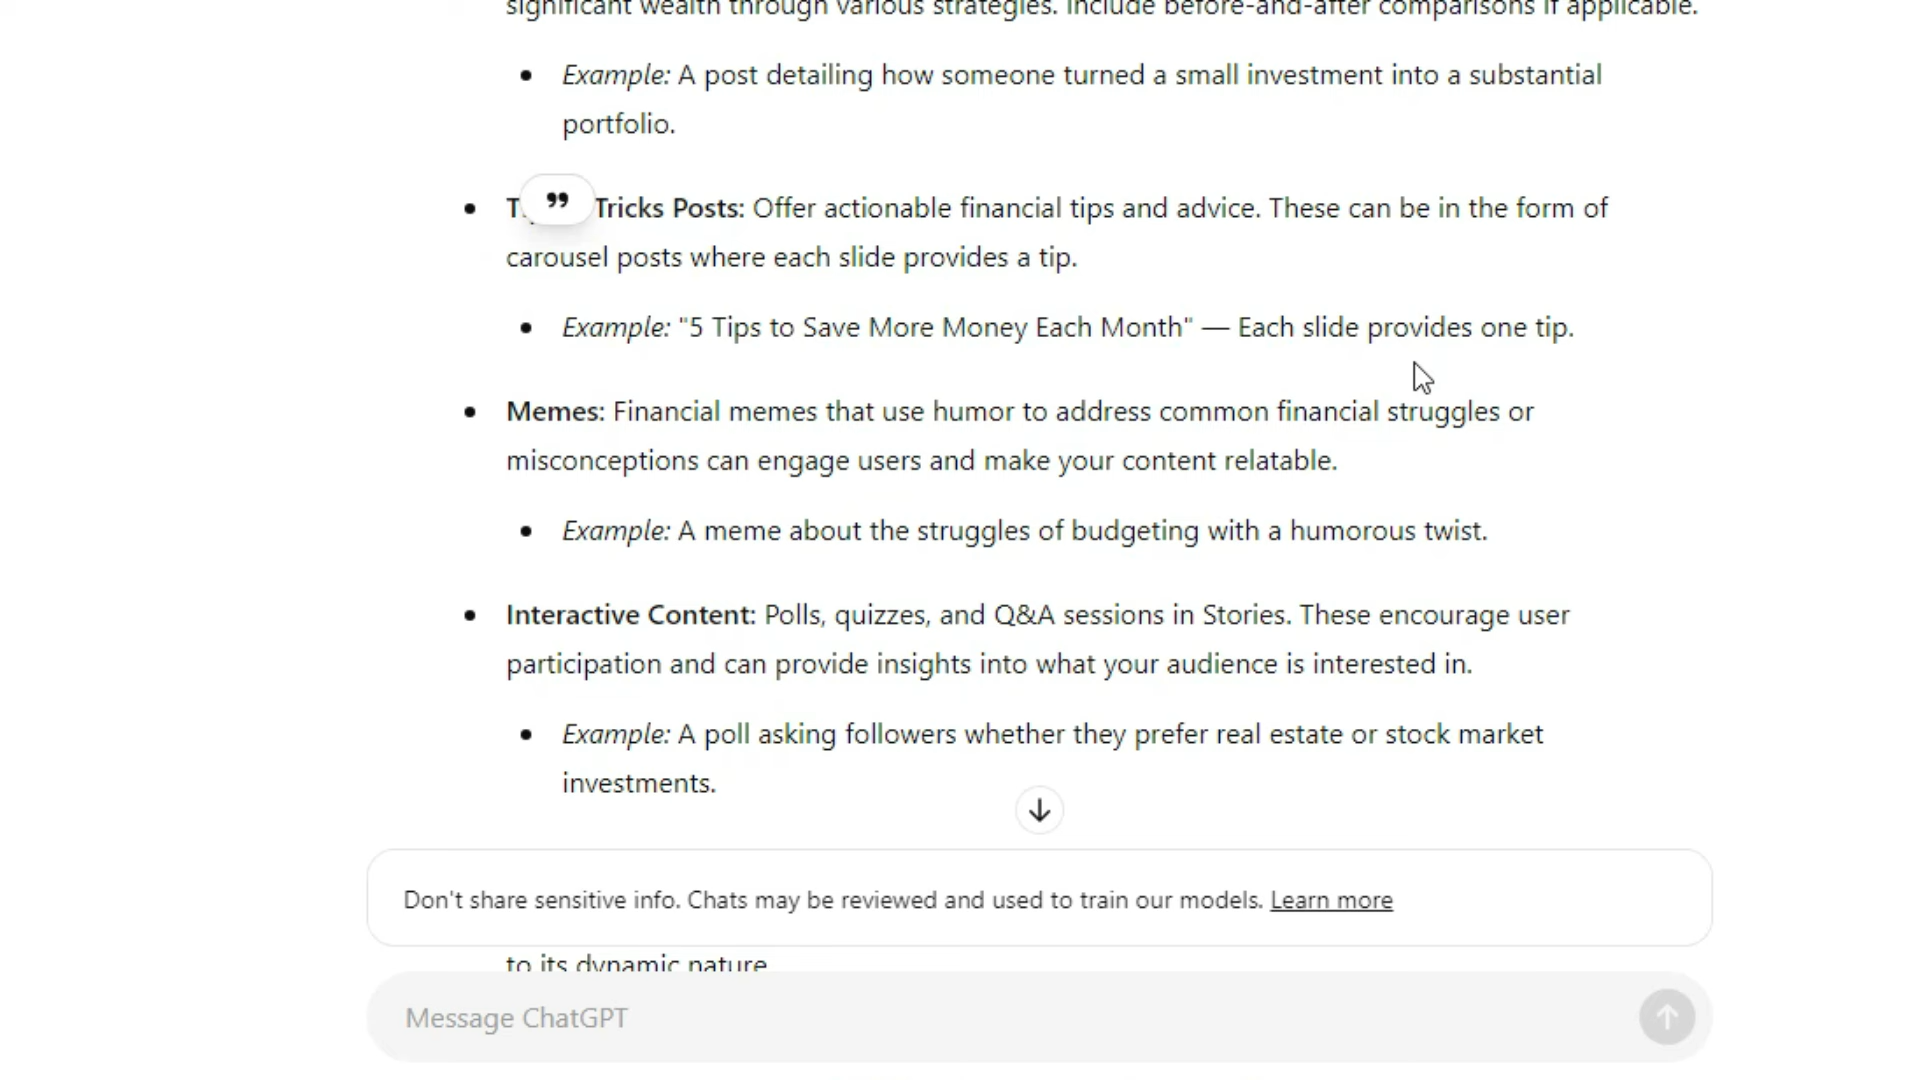 significant wealth through various strategies. Include before-and-after comparisons if applicable.
Example: A post detailing how someone turned a small investment into a substantial
portfolio.
Tricks Posts: Offer actionable financial tips and advice. These can be in the form of
carousel posts where each slide provides a tip.
Example: "5 Tips to Save More Money Each Month" — Each slide provides one tip.
Memes: Financial memes that use humor to address common financial struggles or
misconceptions can engage users and make your content relatable.
Example: A meme about the struggles of budgeting with a humorous twist.
Interactive Content: Polls, quizzes, and Q&A sessions in Stories. These encourage user
participation and can provide insights into what your audience is interested in.
Example: A poll asking followers whether they prefer real estate or stock market
investments.
Don't share sensitive info. Chats may be reviewed and used to train our models. Learn more
to its dynamic nature
Message ChatGPT